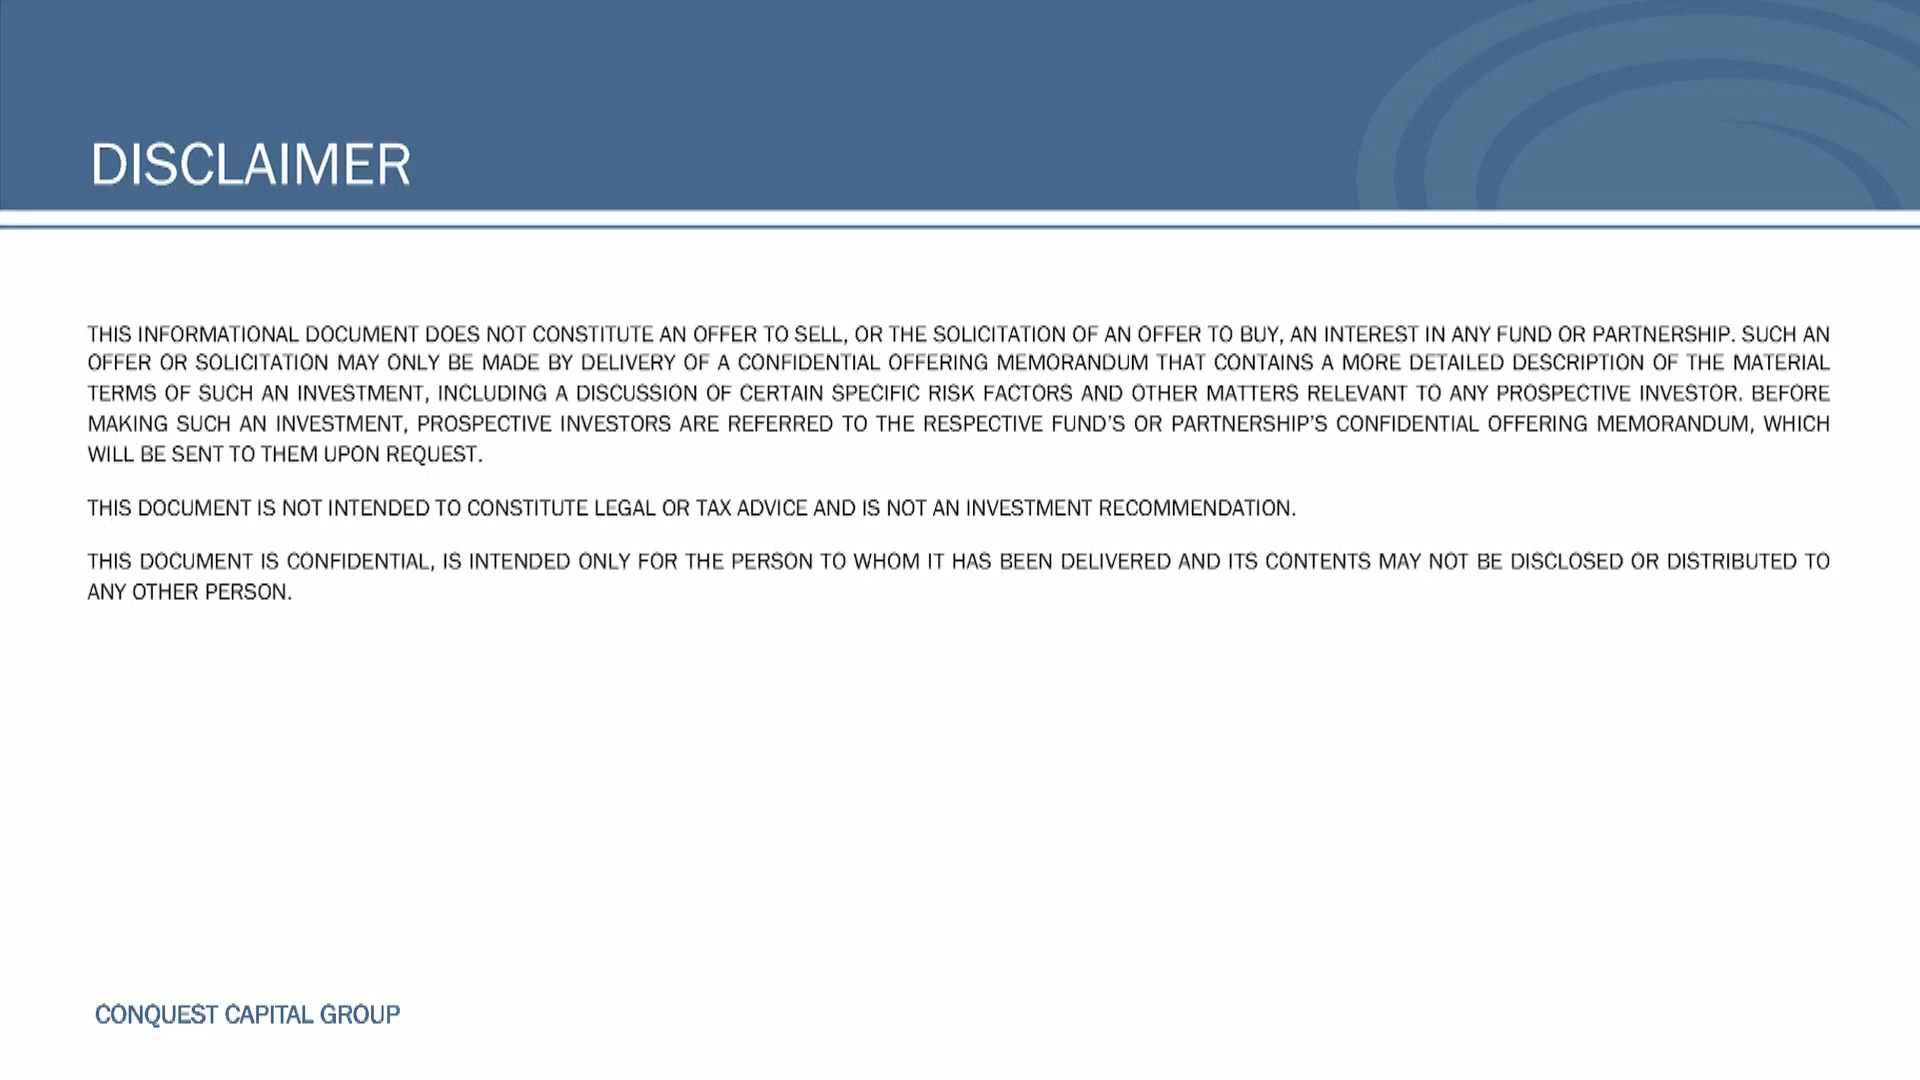 DISCLAIMER
THIS INFORMATIONAL DOCUMENT DOES NOT CONSTITUTE AN OFFER TO SELL, OR THE SOLICITATION OF AN OFFER TO BUY, AN INTEREST IN ANY FUND OR PARTNERSHIP. SUCH AN
OFFER OR SOLICITATION MAY ONLY BE MADE BY DELIVERY OF A CONFIDENTIAL OFFERING MEMORANDUM THAT CONTAINS A MORE DETAILED DESCRIPTION OF THE MATERIAL
TERMS OF SUCH AN INVESTMENT, INCLUDING A DISCUSSION OF CERTAIN SPECIFIC RISK FACTORS AND OTHER MATTERS RELEVANT TO ANY PROSPECTIVE INVESTOR. BEFORE
MAKING SUCH AN INVESTMENT, PROSPECTIVE INVESTORS ARE REFERRED TO THE RESPECTIVE FUND’S OR PARTNERSHIP’S CONFIDENTIAL OFFERING MEMORANDUM, WHICH
WILL BE SENT TO THEM UPON REQUEST.
THIS DOCUMENT IS NOT INTENDED TO CONSTITUTE LEGAL OR TAX ADVICE AND IS NOT AN INVESTMENT RECOMMENDATION.
THIS DOCUMENT IS CONFIDENTIAL, IS INTENDED ONLY FOR THE PERSON TO WHOM IT HAS BEEN DELIVERED AND ITS CONTENTS MAY NOT BE DISCLOSED OR DISTRIBUTED TO
ANY OTHER PERSON.
CONQUEST CAPITAL GROUP